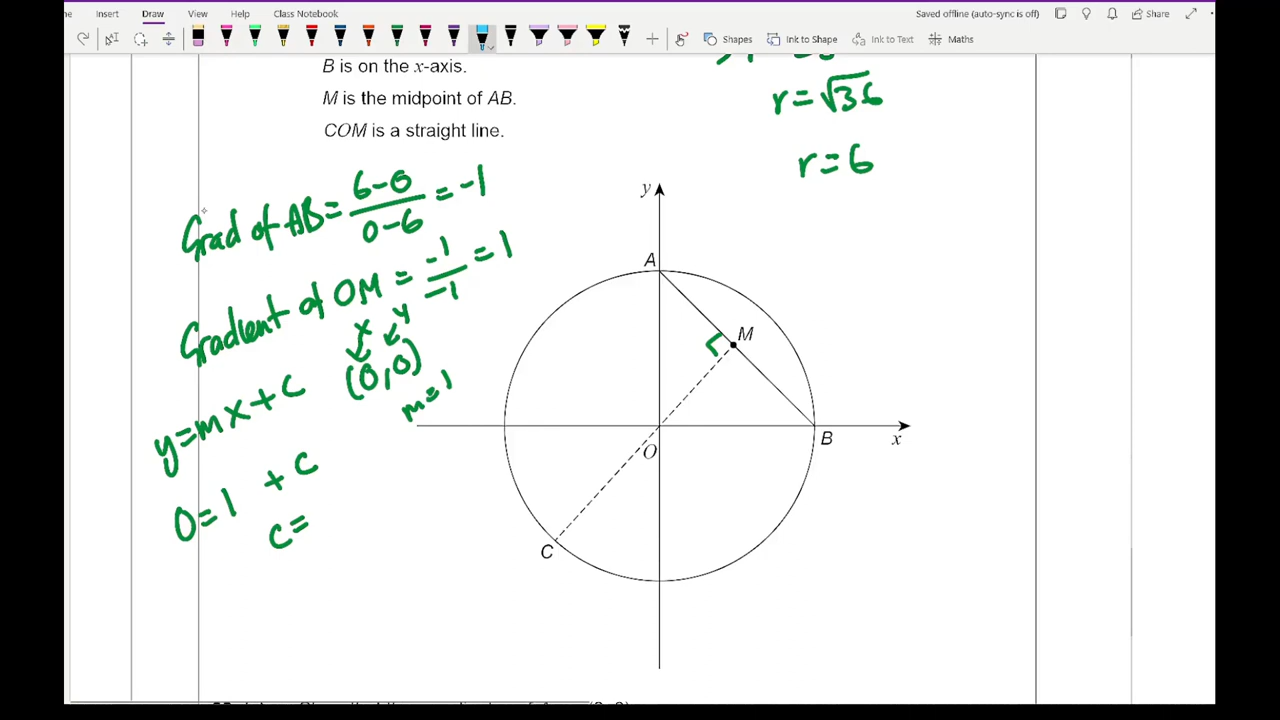 me Insert Draw View Help Class Notebook Saved offline (auto-sync is off) Share
Shapes Ink to Shape Ink to Text Maths
B is on the x-axis.
M is the midpoint of AB.
COM is a straight line.
r=√36
r=6
Grad of AB= 6-0 / 0-6 = -1
Gradient of OM = -1 / -1 = 1
x y
(0,0)
m=1
y=mx+c
0=1 +c
c=
y
A
M
B
x
O
C